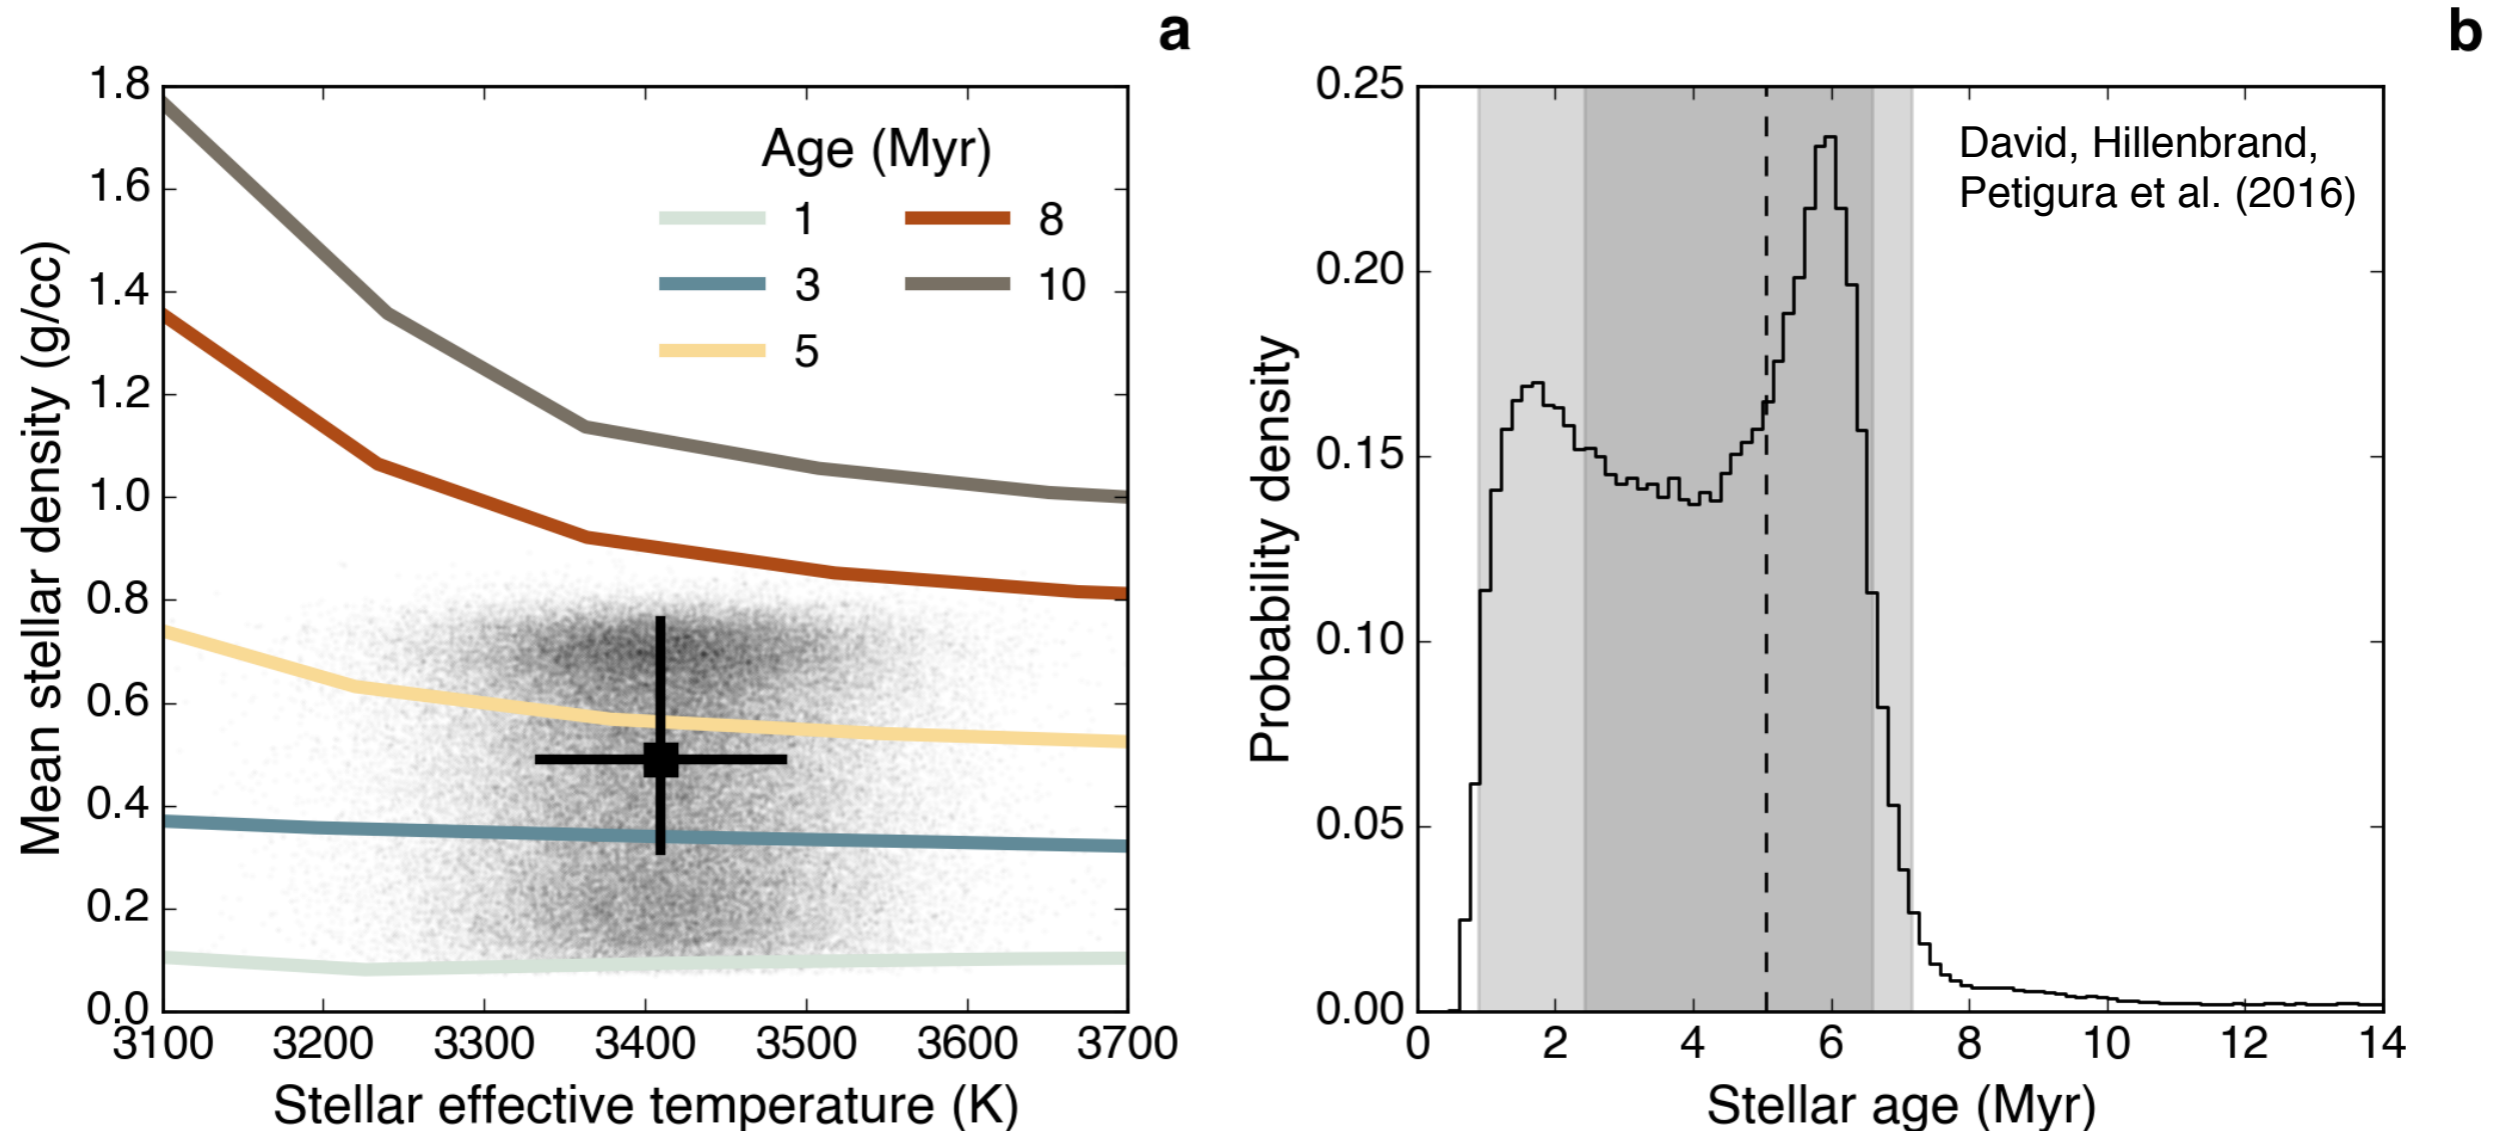 a
1.8
1.6
1.4
1.2
1.0
0.8
0.6
0.4
0.2
0.0
Mean stellar density (g/cc)
Age (Myr)
1
3
5
8
10
3100 3200 3300 3400 3500 3600 3700
Stellar effective temperature (K)
b
0.25
0.20
0.15
0.10
0.05
0.00
Probability density
David, Hillenbrand,
Petigura et al. (2016)
0 2 4 6 8 10 12 14
Stellar age (Myr)